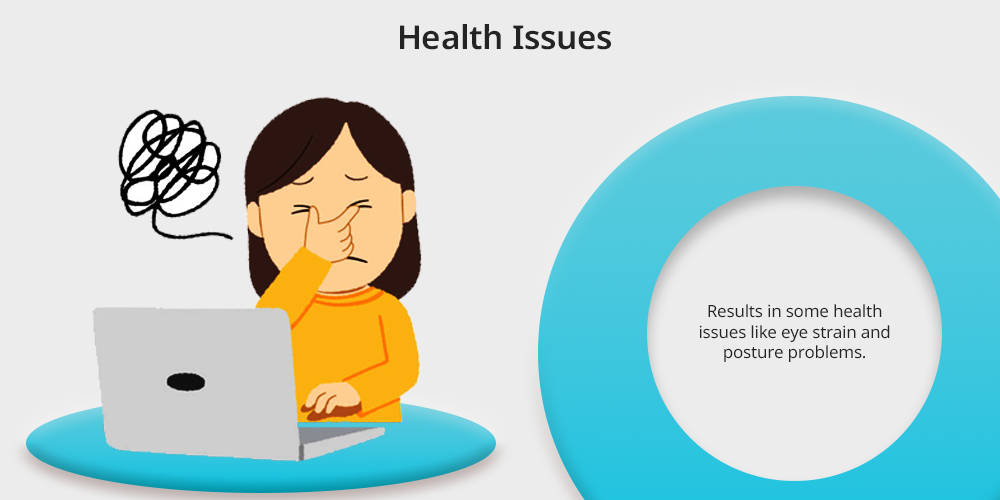 Health Issues
Results in some health
issues like eye strain and
posture problems.